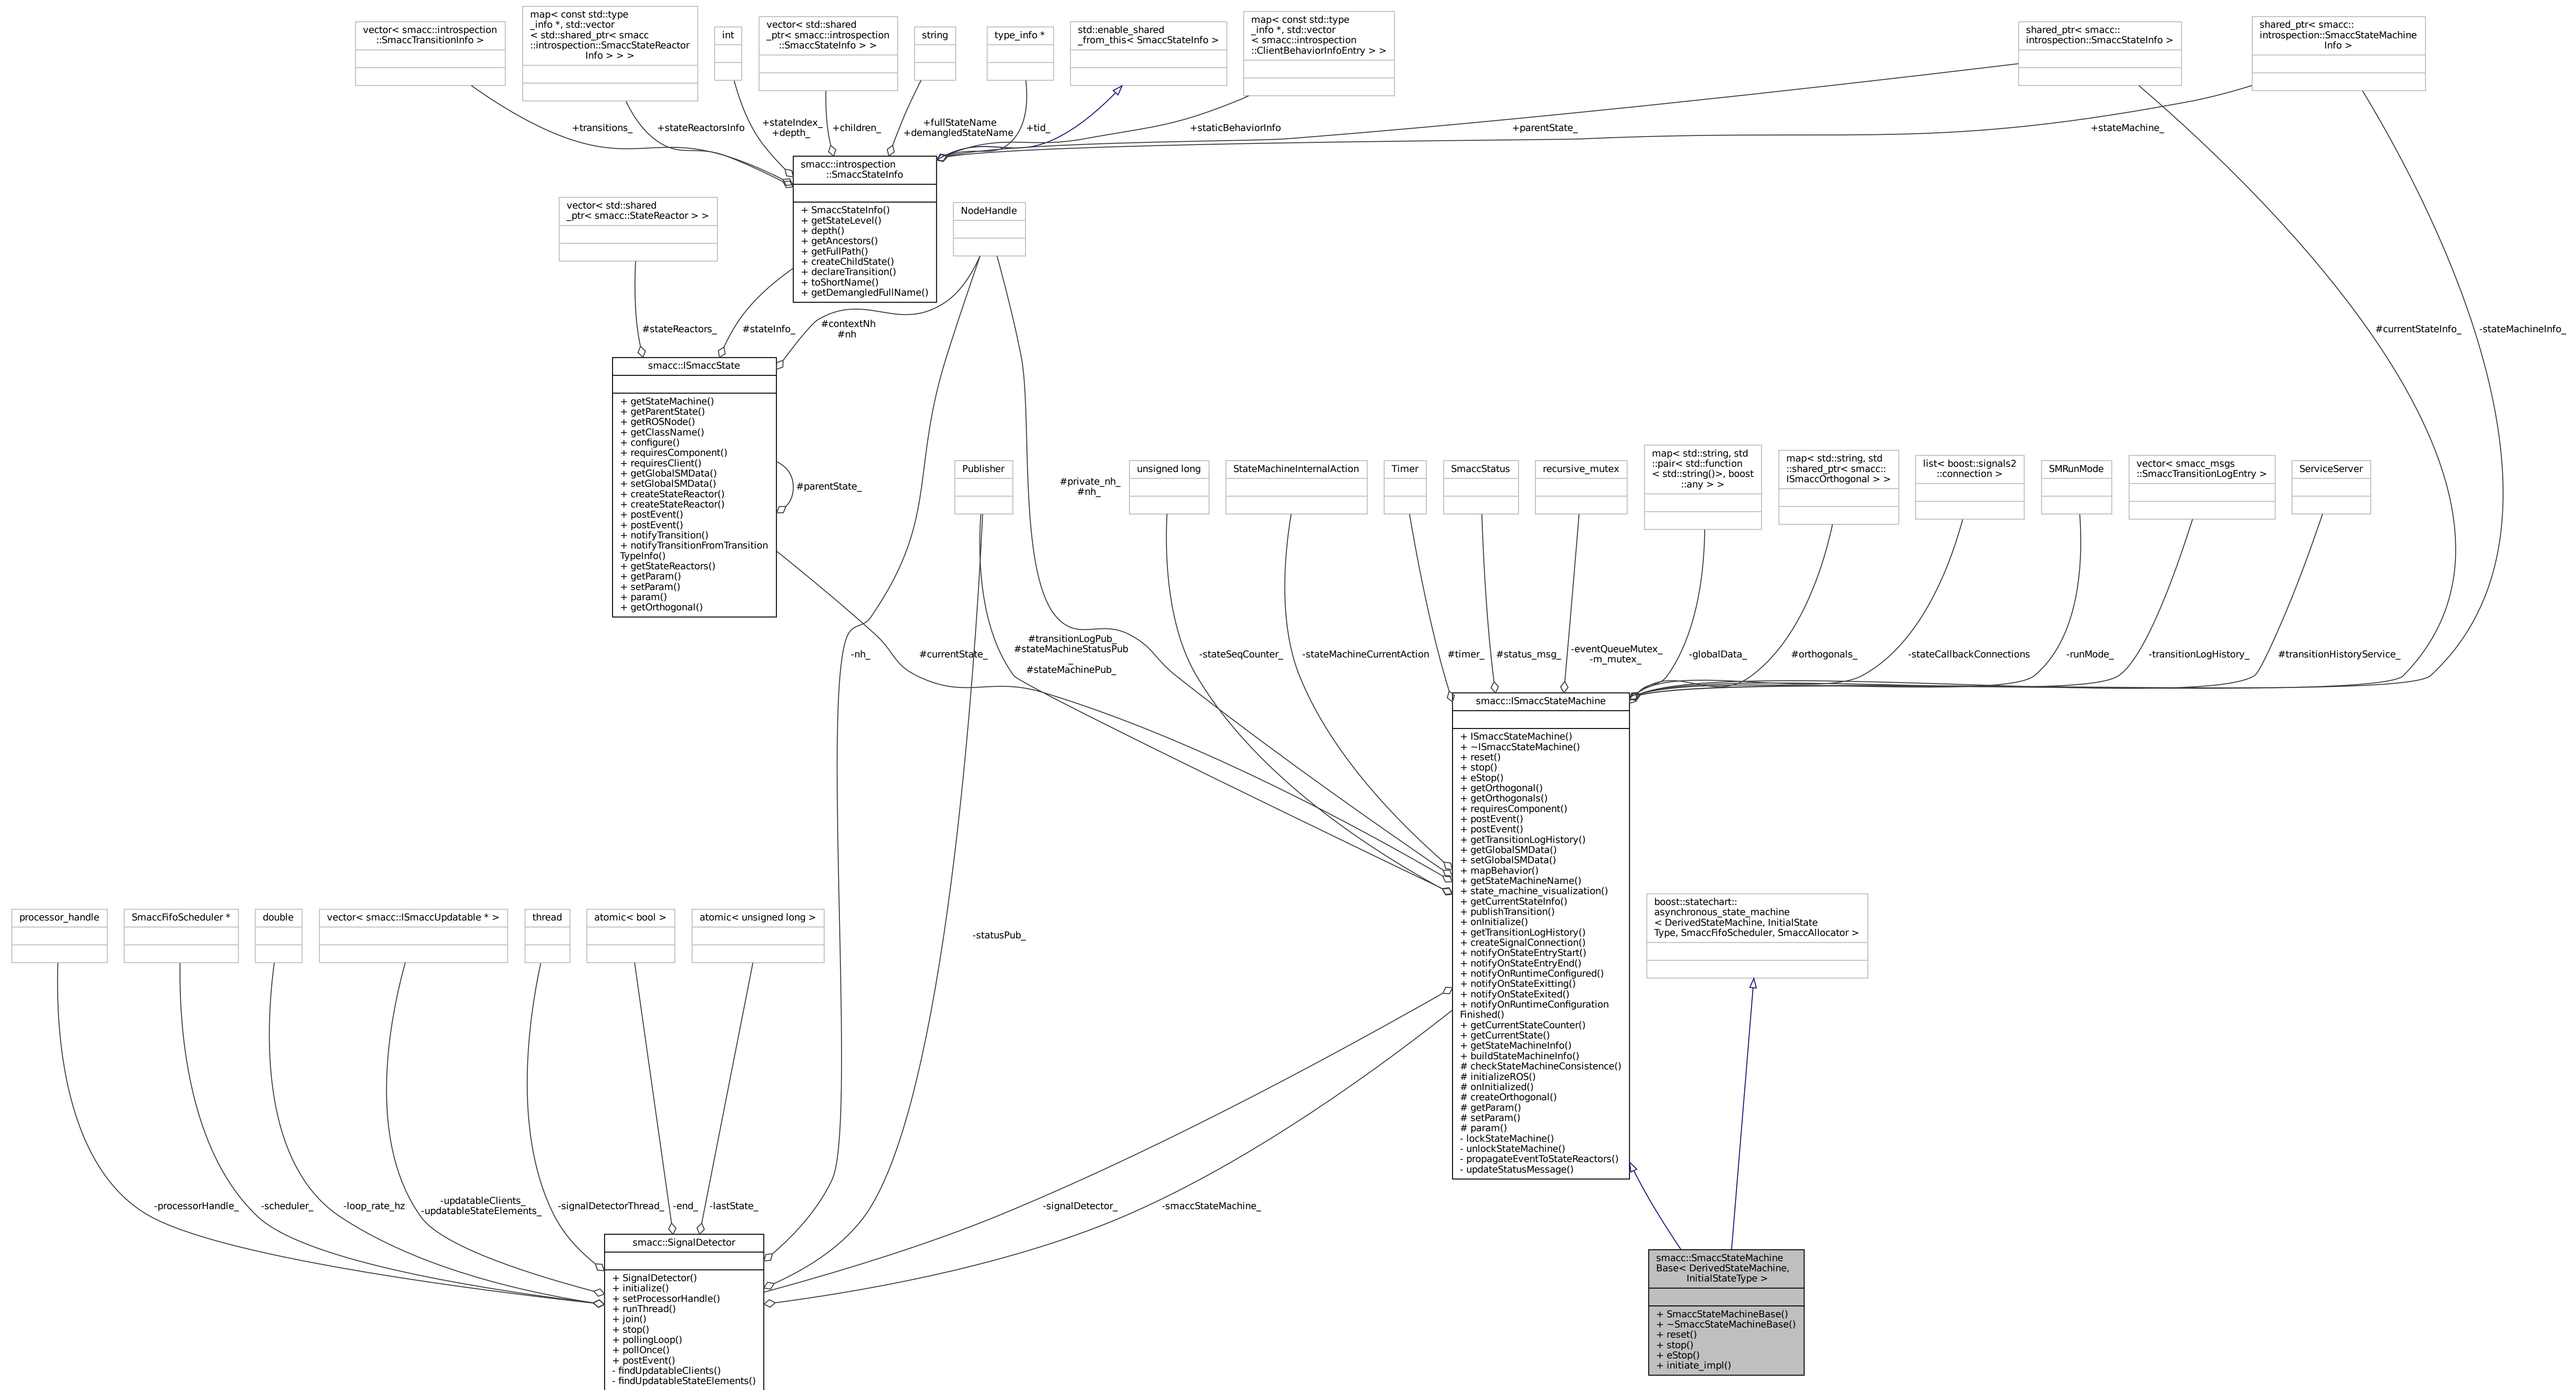 vector< smacc::introspection
::SmaccTransitionInfo >
map< const std::type
_info *, std::vector
< std::shared_ptr< smacc
::introspection::SmaccStateReactor
Info > > >
int
vector< std::shared
_ptr< smacc::introspection
::SmaccStateInfo > >
string
type_info *
std::enable_shared
_from_this< SmaccStateInfo >
map< const std::type
_info *, std::vector
< smacc::introspection
::ClientBehaviorInfoEntry > >
shared_ptr< smacc::
introspection::SmaccStateInfo >
shared_ptr< smacc::
introspection::SmaccStateMachine
Info >
+transitions_
+stateReactorsInfo
+stateIndex_
+depth_
+children_
+fullStateName
+demangledStateName
+tid_
+staticBehaviorInfo
+parentState_
+stateMachine_
smacc::introspection
::SmaccStateInfo
+ SmaccStateInfo()
+ getStateLevel()
+ depth()
+ getAncestors()
+ getFullPath()
+ createChildState()
+ declareTransition()
+ toShortName()
+ getDemangledFullName()
vector< std::shared
_ptr< smacc::StateReactor > >
NodeHandle
#stateReactors_
#stateInfo_
#contextNh
#nh
#currentStateInfo_
-stateMachineInfo_
smacc::ISmaccState
+ getStateMachine()
+ getParentState()
+ getROSNode()
+ getClassName()
+ configure()
+ requiresComponent()
+ requiresClient()
+ getGlobalSMData()
+ setGlobalSMData()
+ createStateReactor()
+ createStateReactor()
+ postEvent()
+ postEvent()
+ notifyTransition()
+ notifyTransitionFromTransition
TypeInfo()
+ getStateReactors()
+ getParam()
+ setParam()
+ param()
+ getOrthogonal()
#parentState_
Publisher
#private_nh_
#nh_
unsigned long
StateMachineInternalAction
Timer
SmaccStatus
recursive_mutex
map< std::string, std
::pair< std::function
< std::string()>, boost
::any > >
map< std::string, std
::shared_ptr< smacc::
ISmaccOrthogonal > >
list< boost::signals2
::connection >
SMRunMode
vector< smacc_msgs
::SmaccTransitionLogEntry >
ServiceServer
-nh_
#currentState_
#transitionLogPub_
#stateMachineStatusPub
_
#stateMachinePub_
-stateSeqCounter_
-stateMachineCurrentAction
#timer_
#status_msg_
-eventQueueMutex_
-m_mutex_
-globalData_
#orthogonals_
-stateCallbackConnections
-runMode_
-transitionLogHistory_
#transitionHistoryService_
smacc::ISmaccStateMachine
+ ISmaccStateMachine()
+ ~ISmaccStateMachine()
+ reset()
+ stop()
+ eStop()
+ getOrthogonal()
+ getOrthogonals()
+ requiresComponent()
+ postEvent()
+ postEvent()
+ getTransitionLogHistory()
+ getGlobalSMData()
+ setGlobalSMData()
+ mapBehavior()
+ getStateMachineName()
+ state_machine_visualization()
+ getCurrentStateInfo()
+ publishTransition()
+ onInitialize()
+ getTransitionLogHistory()
+ createSignalConnection()
+ notifyOnStateEntryStart()
+ notifyOnStateEntryEnd()
+ notifyOnRuntimeConfigured()
+ notifyOnStateExitting()
+ notifyOnStateExited()
+ notifyOnRuntimeConfiguration
Finished()
+ getCurrentStateCounter()
+ getCurrentState()
+ getStateMachineInfo()
+ buildStateMachineInfo()
# checkStateMachineConsistence()
# initializeROS()
# onInitialized()
# createOrthogonal()
# getParam()
# setParam()
# param()
- lockStateMachine()
- unlockStateMachine()
- propagateEventToStateReactors()
- updateStatusMessage()
boost::statechart::
asynchronous_state_machine
< DerivedStateMachine, InitialState
Type, SmaccFifoScheduler, SmaccAllocator >
processor_handle
SmaccFifoScheduler *
double
vector< smacc::ISmaccUpdatable * >
thread
atomic< bool >
atomic< unsigned long >
-statusPub_
-processorHandle_
-scheduler_
-loop_rate_hz
-updatableClients_
-updatableStateElements_
-signalDetectorThread_
-end_
-lastState_
-signalDetector_
-smaccStateMachine_
smacc::SignalDetector
+ SignalDetector()
+ initialize()
+ setProcessorHandle()
+ runThread()
+ join()
+ stop()
+ pollingLoop()
+ pollOnce()
+ postEvent()
- findUpdatableClients()
- findUpdatableStateElements()
smacc::SmaccStateMachine
Base< DerivedStateMachine,
InitialStateType >
+ SmaccStateMachineBase()
+ ~SmaccStateMachineBase()
+ reset()
+ stop()
+ eStop()
+ initiate_impl()